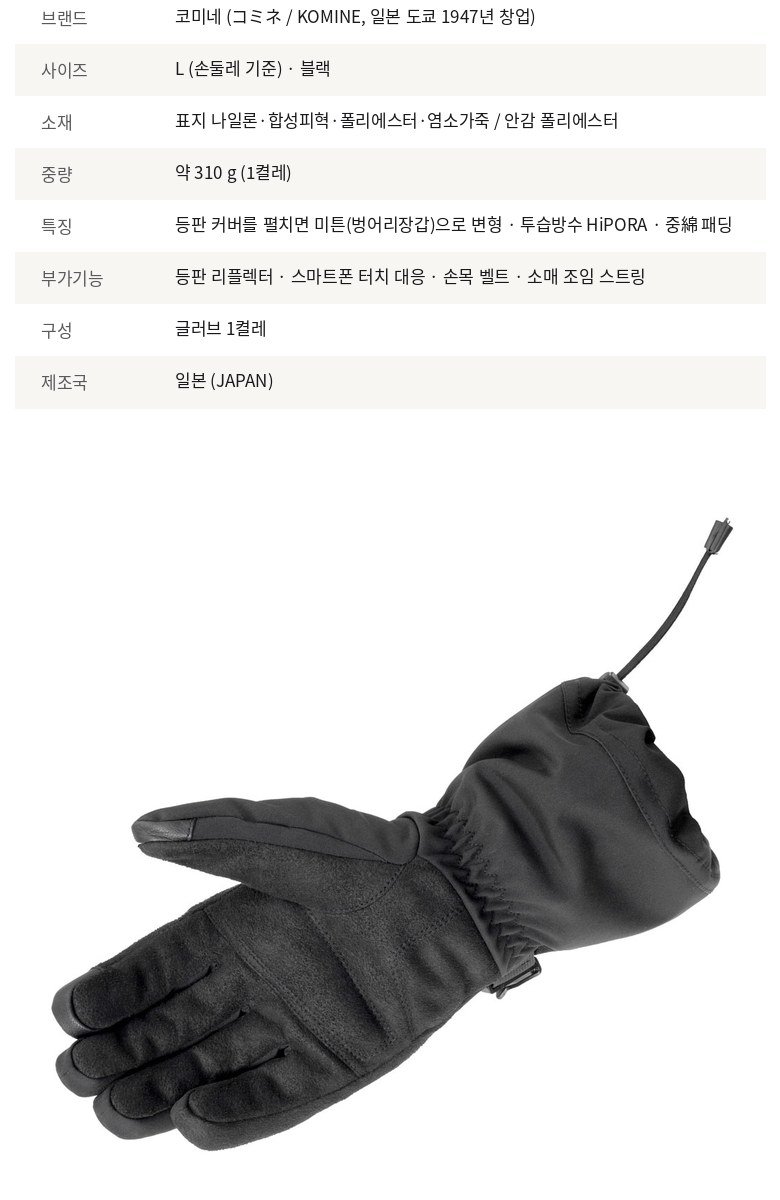 브랜드 코미네 (コミネ / KOMINE, 일본 도쿄 1947년 창업)
사이즈 L (손둘레 기준) · 블랙
소재 표지 나일론·합성피혁·폴리에스터·염소가죽 / 안감 폴리에스터
중량 약 310 g (1켤레)
특징 등판 커버를 펼치면 미튼(벙어리장갑)으로 변형 · 투습방수 HiPORA · 중綿 패딩
부가기능 등판 리플렉터 · 스마트폰 터치 대응 · 손목 벨트 · 소매 조임 스트링
구성 글러브 1켤레
제조국 일본 (JAPAN)